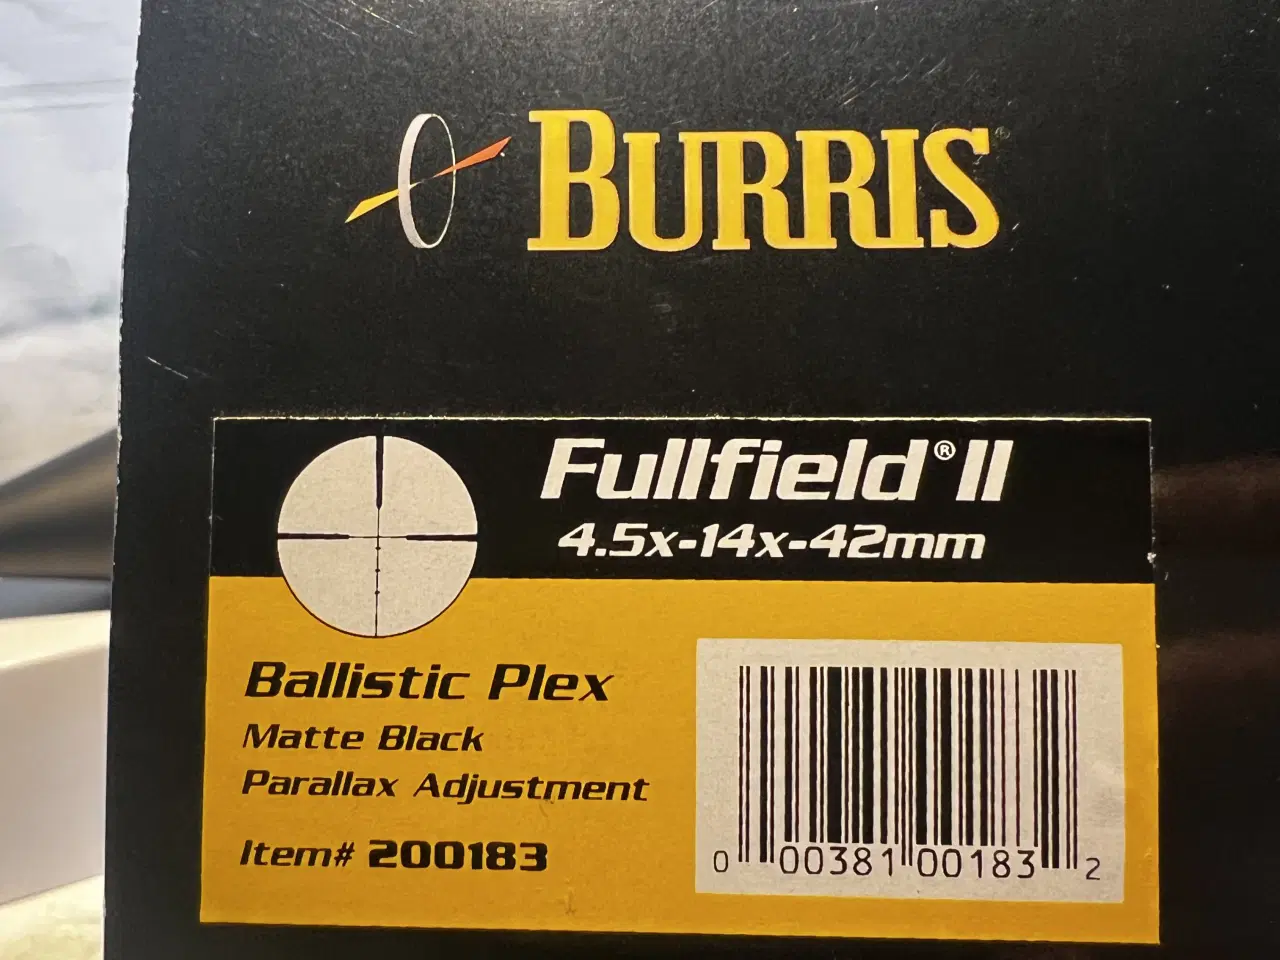 BURRIS
Fullfield® II
4.5x-14x-42mm
Ballistic Plex
Matte Black
Parallax Adjustment
Item# 200183
0 00381 00183 2